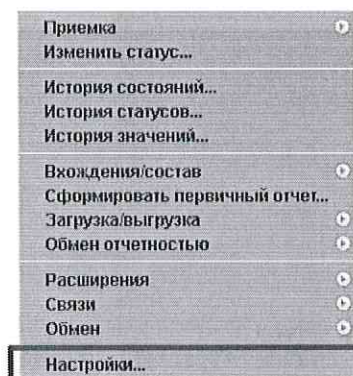 Приемка
Изменить статус...
История состояний...
История статусов...
История значений...
Вхождения/состав
Сформировать первичный отчет...
Загрузка/выгрузка
Обмен отчетностью
Расширения
Связи
Обмен
Настройки...